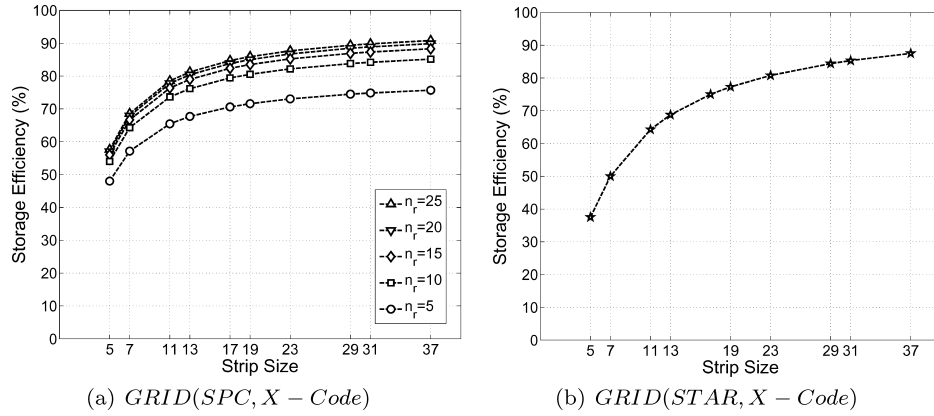 100
90
80
70
60
50
40
30
20
10
0
Storage Efficiency (%)
n_r=25
n_r=20
n_r=15
n_r=10
n_r=5
5 7 11 13 17 19 23 29 31 37
Strip Size
(a) GRID(SPC, X − Code)
100
90
80
70
60
50
40
30
20
10
0
Storage Efficiency (%)
5 7 11 13 19 23 29 31 37
Strip Size
(b) GRID(STAR, X − Code)